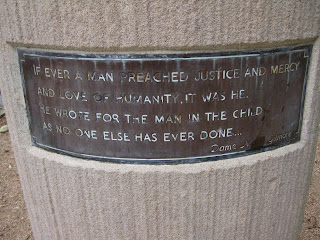 IF EVER A MAN PREACHED JUSTICE AND MERCY
AND LOVE OF HUMANITY, IT WAS HE.
HE WROTE FOR THE MAN IN THE CHILD
AS NO ONE ELSE HAS EVER DONE...
Dame